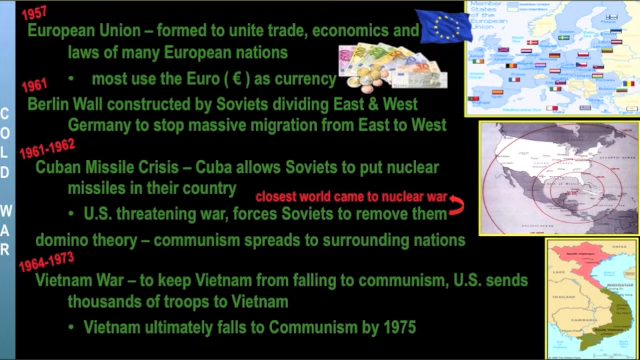 1957
European Union – formed to unite trade, economics and
laws of many European nations
• most use the Euro ( € ) as currency
1961
Berlin Wall constructed by Soviets dividing East & West
Germany to stop massive migration from East to West
1961-1962
Cuban Missile Crisis – Cuba allows Soviets to put nuclear
missiles in their country
closest world came to nuclear war
• U.S. threatening war, forces Soviets to remove them
domino theory – communism spreads to surrounding nations
1964-1973
Vietnam War – to keep Vietnam from falling to communism, U.S. sends
thousands of troops to Vietnam
• Vietnam ultimately falls to Communism by 1975
COLD WAR
Member
States of
the
European
Union